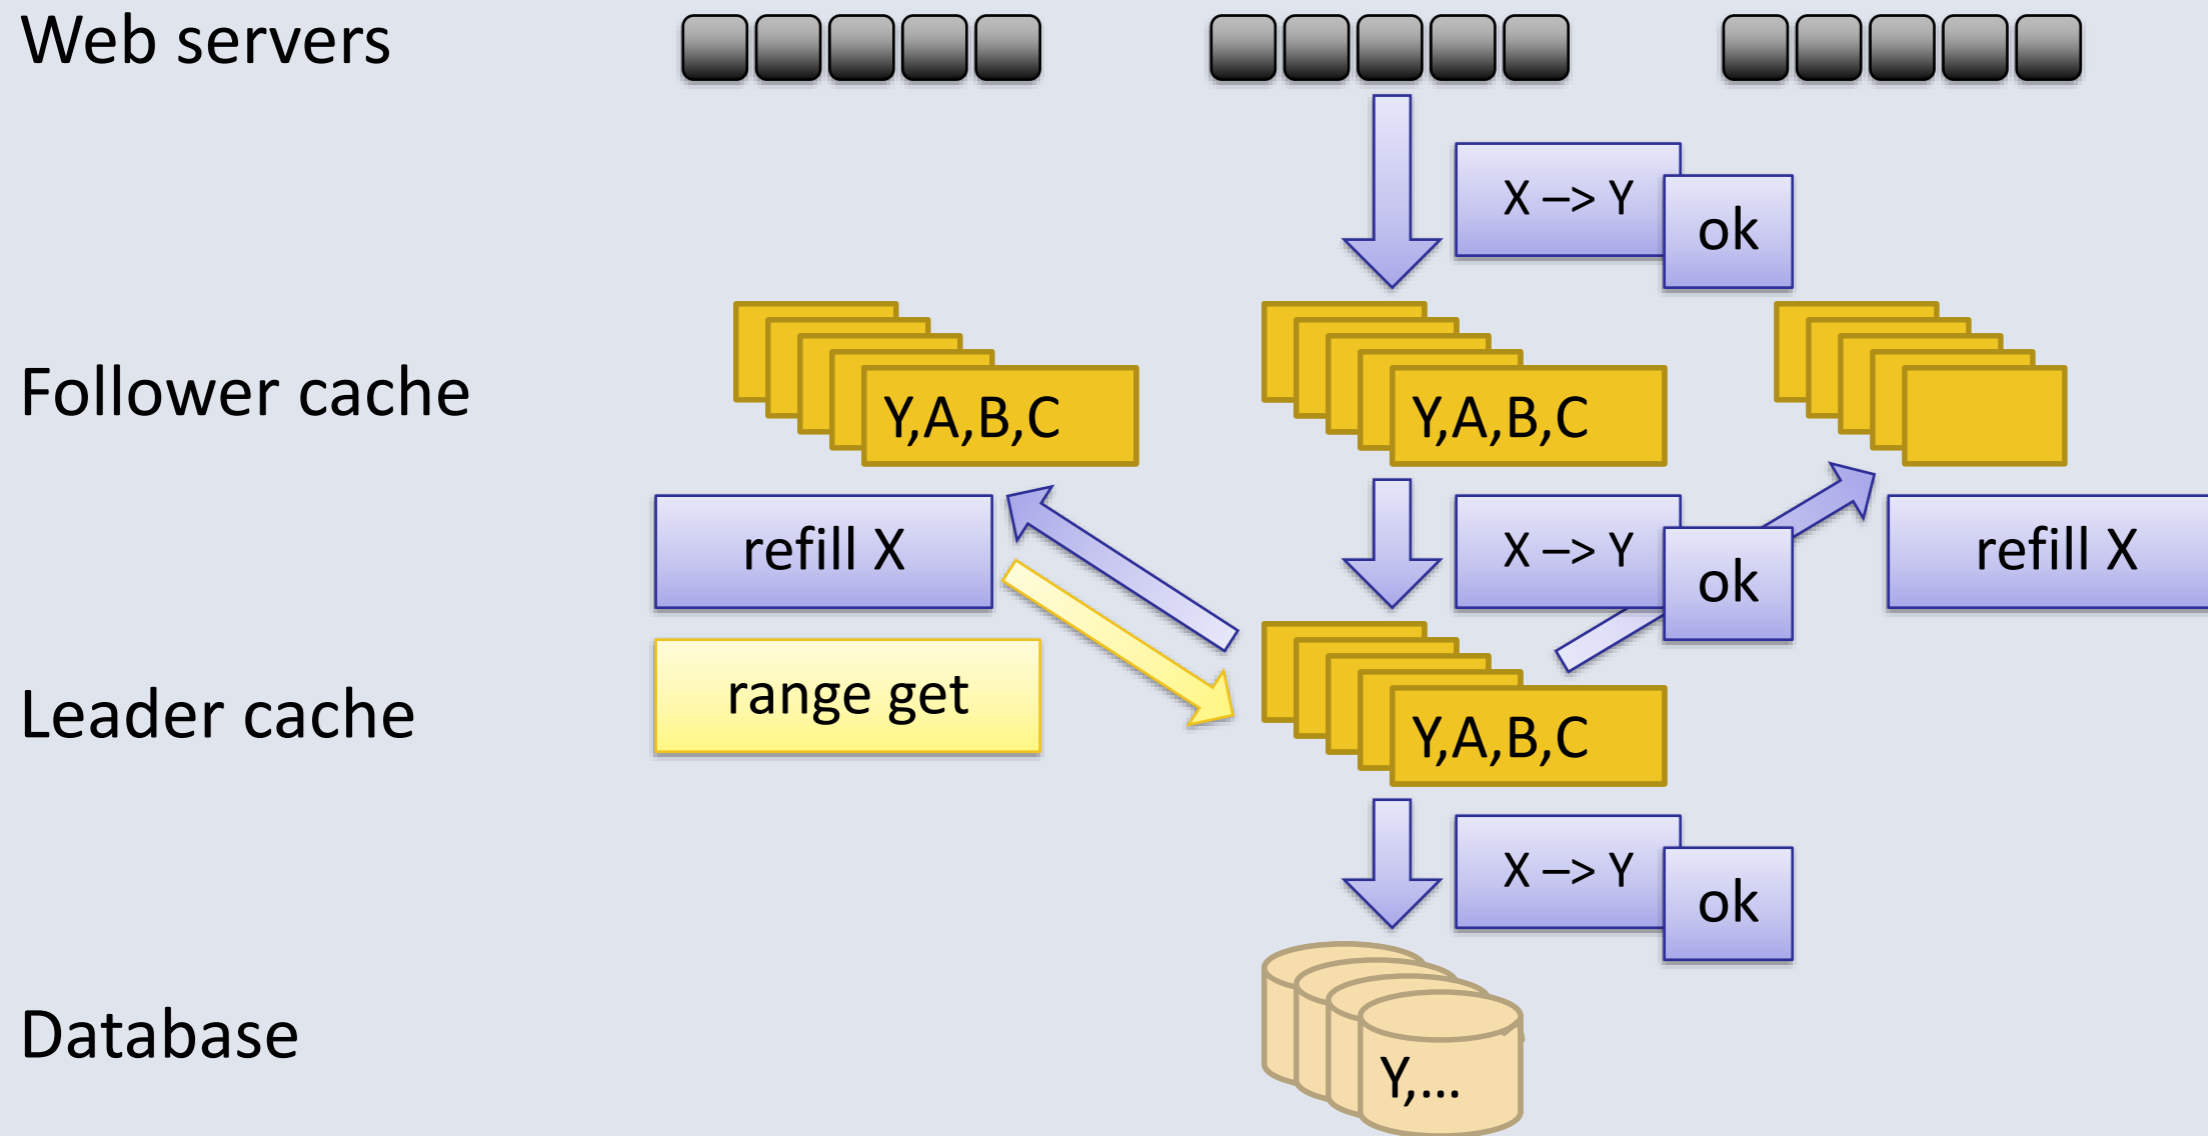 Web servers
X –> Y
ok
Follower cache
Y,A,B,C
Y,A,B,C
refill X
X –> Y
ok
refill X
range get
Leader cache
Y,A,B,C
X –> Y
ok
Database
Y,...